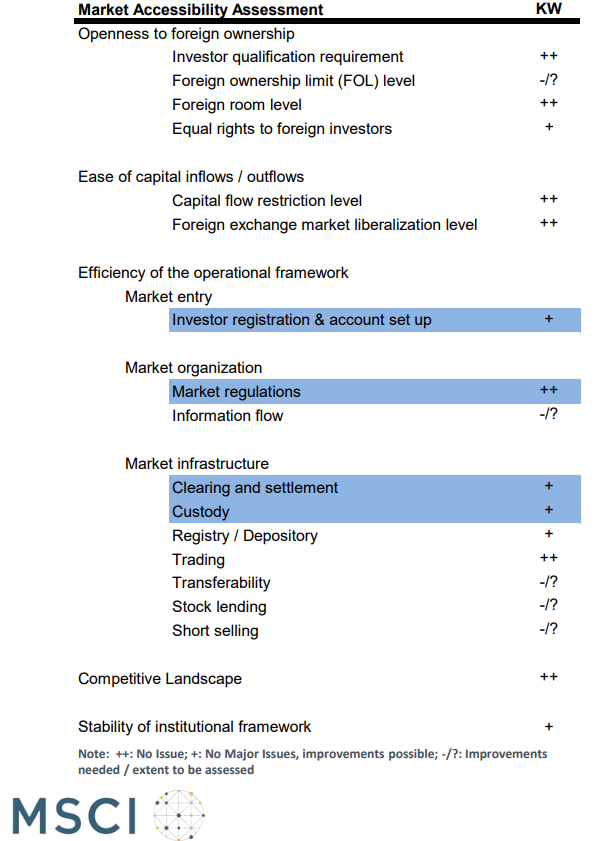 Market Accessibility Assessment KW
Openness to foreign ownership
Investor qualification requirement ++
Foreign ownership limit (FOL) level -/?
Foreign room level ++
Equal rights to foreign investors +
Ease of capital inflows / outflows
Capital flow restriction level ++
Foreign exchange market liberalization level ++
Efficiency of the operational framework
Market entry
Investor registration & account set up +
Market organization
Market regulations ++
Information flow -/?
Market infrastructure
Clearing and settlement +
Custody +
Registry / Depository +
Trading ++
Transferability -/?
Stock lending -/?
Short selling -/?
Competitive Landscape ++
Stability of institutional framework +
Note: ++: No Issue; +: No Major Issues, improvements possible; -/?: Improvements
needed / extent to be assessed
MSCI